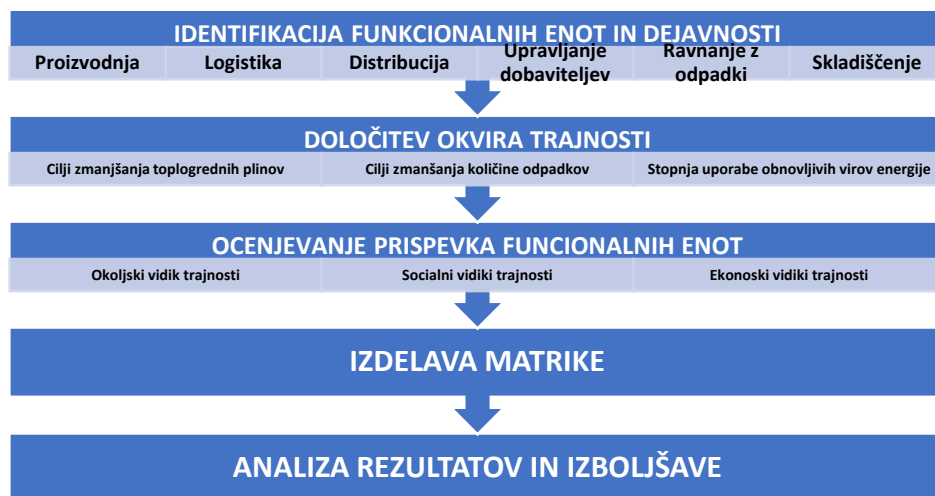 IDENTIFIKACIJA FUNKCIONALNIH ENOT IN DEJAVNOSTI
Proizvodnja
Logistika
Distribucija
Upravljanje
dobaviteljev
Ravnanje z
odpadki
Skladiščenje
DOLOČITEV OKVIRA TRAJNOSTI
Cilji zmanjšanja toplogrednih plinov
Cilji zmanšanja količine odpadkov
Stopnja uporabe obnovljivih virov energije
OCENJEVANJE PRISPEVKA FUNCIONALNIH ENOT
Okoljski vidik trajnosti
Socialni vidiki trajnosti
Ekonoski vidiki trajnosti
IZDELAVA MATRIKE
ANALIZA REZULTATOV IN IZBOLJŠAVE